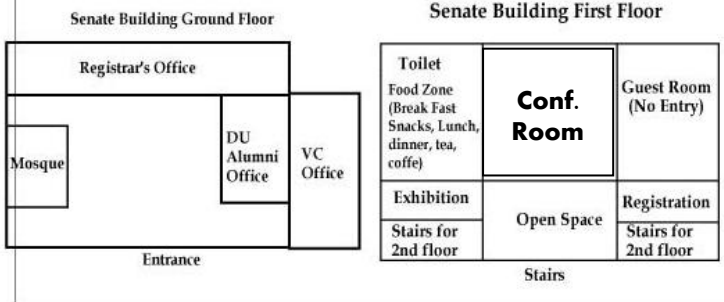 Senate Building Ground Floor
Registrar's Office
Mosque
DU
Alumni
Office
VC
Office
Entrance
Senate Building First Floor
Toilet
Food Zone
(Break Fast
Snacks, Lunch,
dinner, tea,
coffe)
Conf.
Room
Guest Room
(No Entry)
Exhibition
Stairs for
2nd floor
Open Space
Registration
Stairs for
2nd floor
Stairs